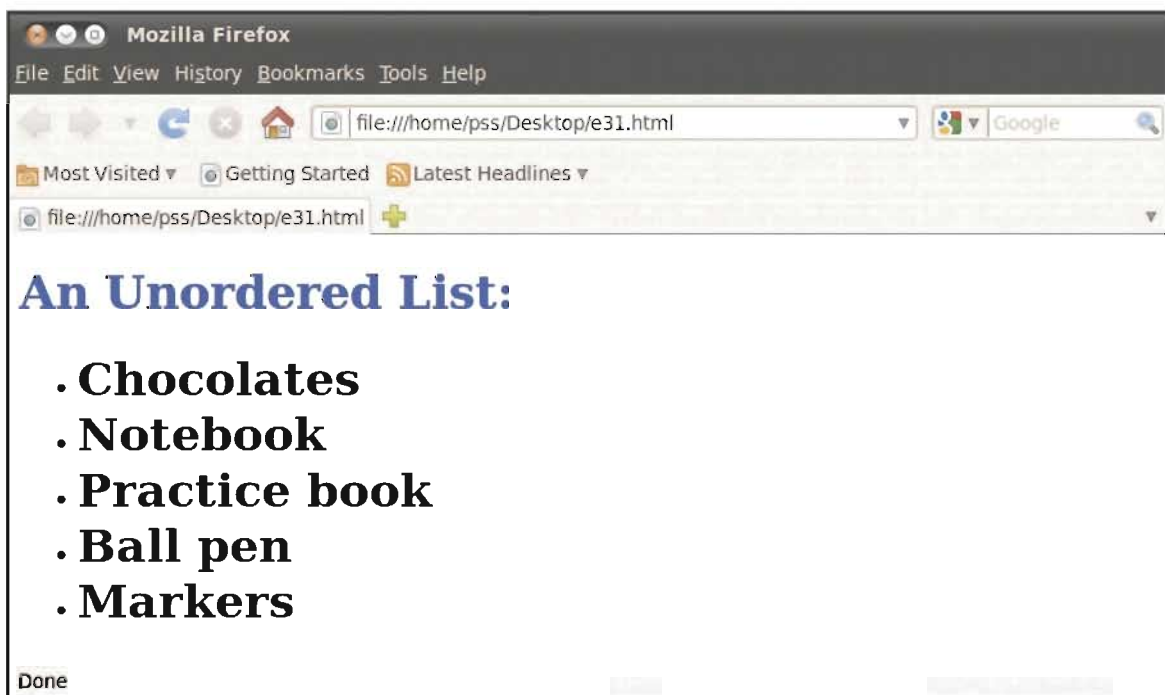 Mozilla Firefox
File Edit View History Bookmarks Tools Help
file:///home/pss/Desktop/e31.html Google
Most Visited Getting Started Latest Headlines
file:///home/pss/Desktop/e31.html
An Unordered List:
• Chocolates
• Notebook
• Practice book
• Ball pen
• Markers
Done